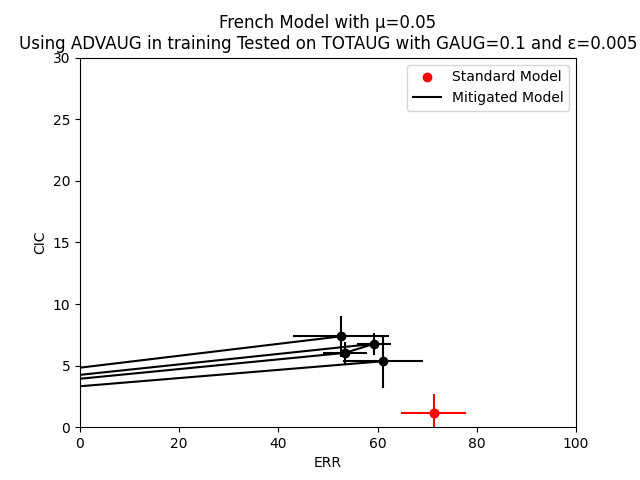 French Model with μ=0.05
Using ADVAUG in training Tested on TOTAUG with GAUG=0.1 and ε=0.005
30
25
20
15
10
5
0
CIC
Standard Model
Mitigated Model
0 20 40 60 80 100
ERR